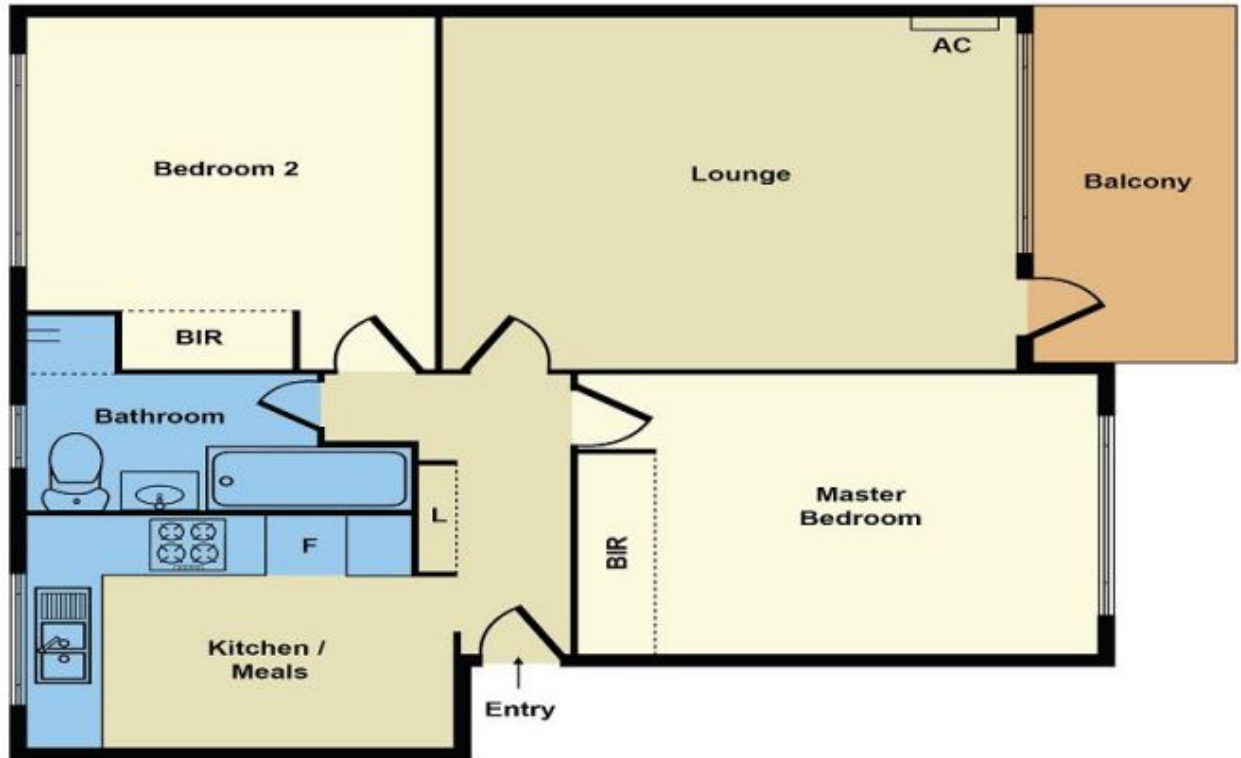 AC
Bedroom 2
Lounge
Balcony
BIR
Bathroom
Master
Bedroom
L
F
BIR
Kitchen /
Meals
Entry